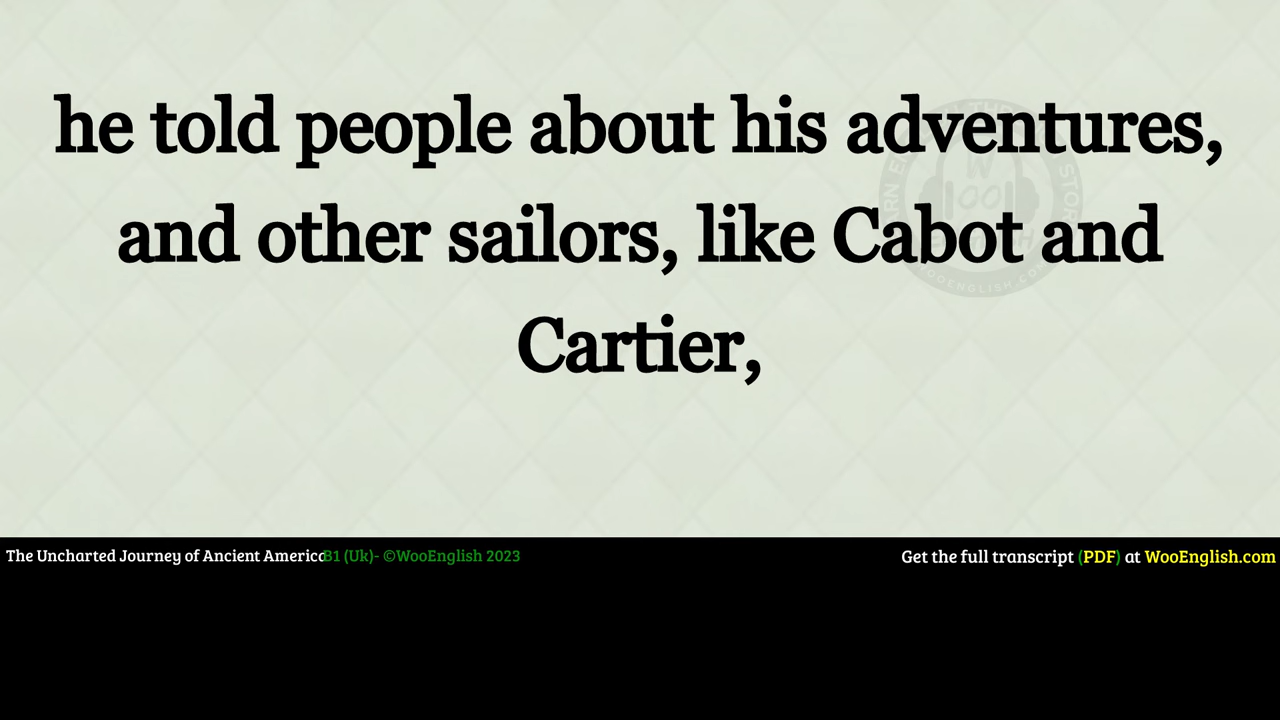 he told people about his adventures,
and other sailors, like Cabot and
Cartier,
The Uncharted Journey of Ancient America B1 (Uk)- ©WooEnglish 2023
Get the full transcript (PDF) at WooEnglish.com